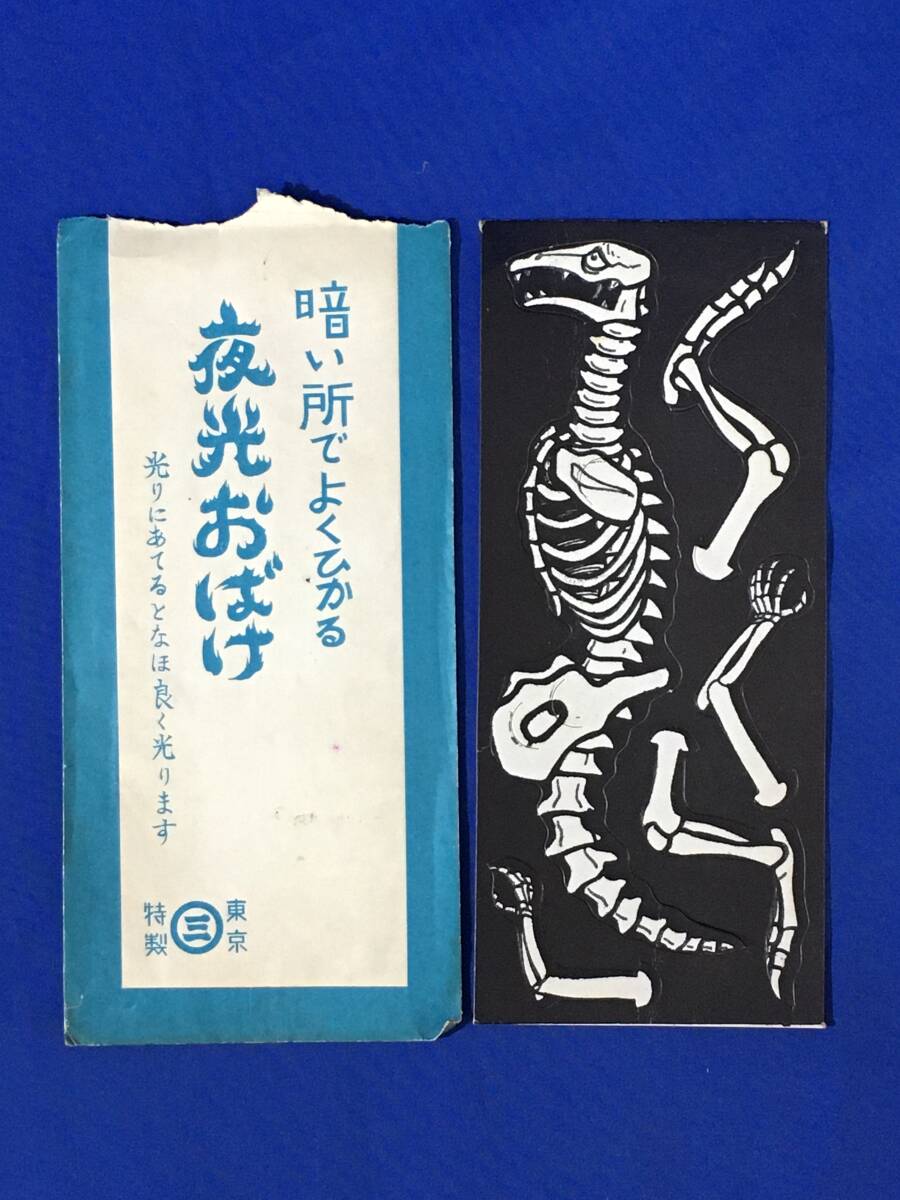 暗い所でよくひかる
夜光おばけ
光りにあてるとなほ良く光ります
東京
三
特製